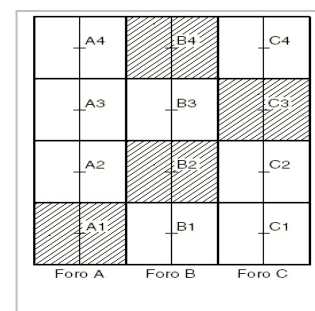 A4 B4 C4
A3 B3 C3
A2 B2 C2
A1 B1 C1
Foro A Foro B Foro C